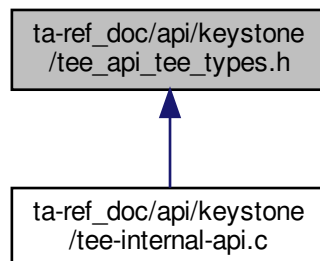 ta-ref_doc/api/keystone
/tee_api_tee_types.h
ta-ref_doc/api/keystone
/tee-internal-api.c